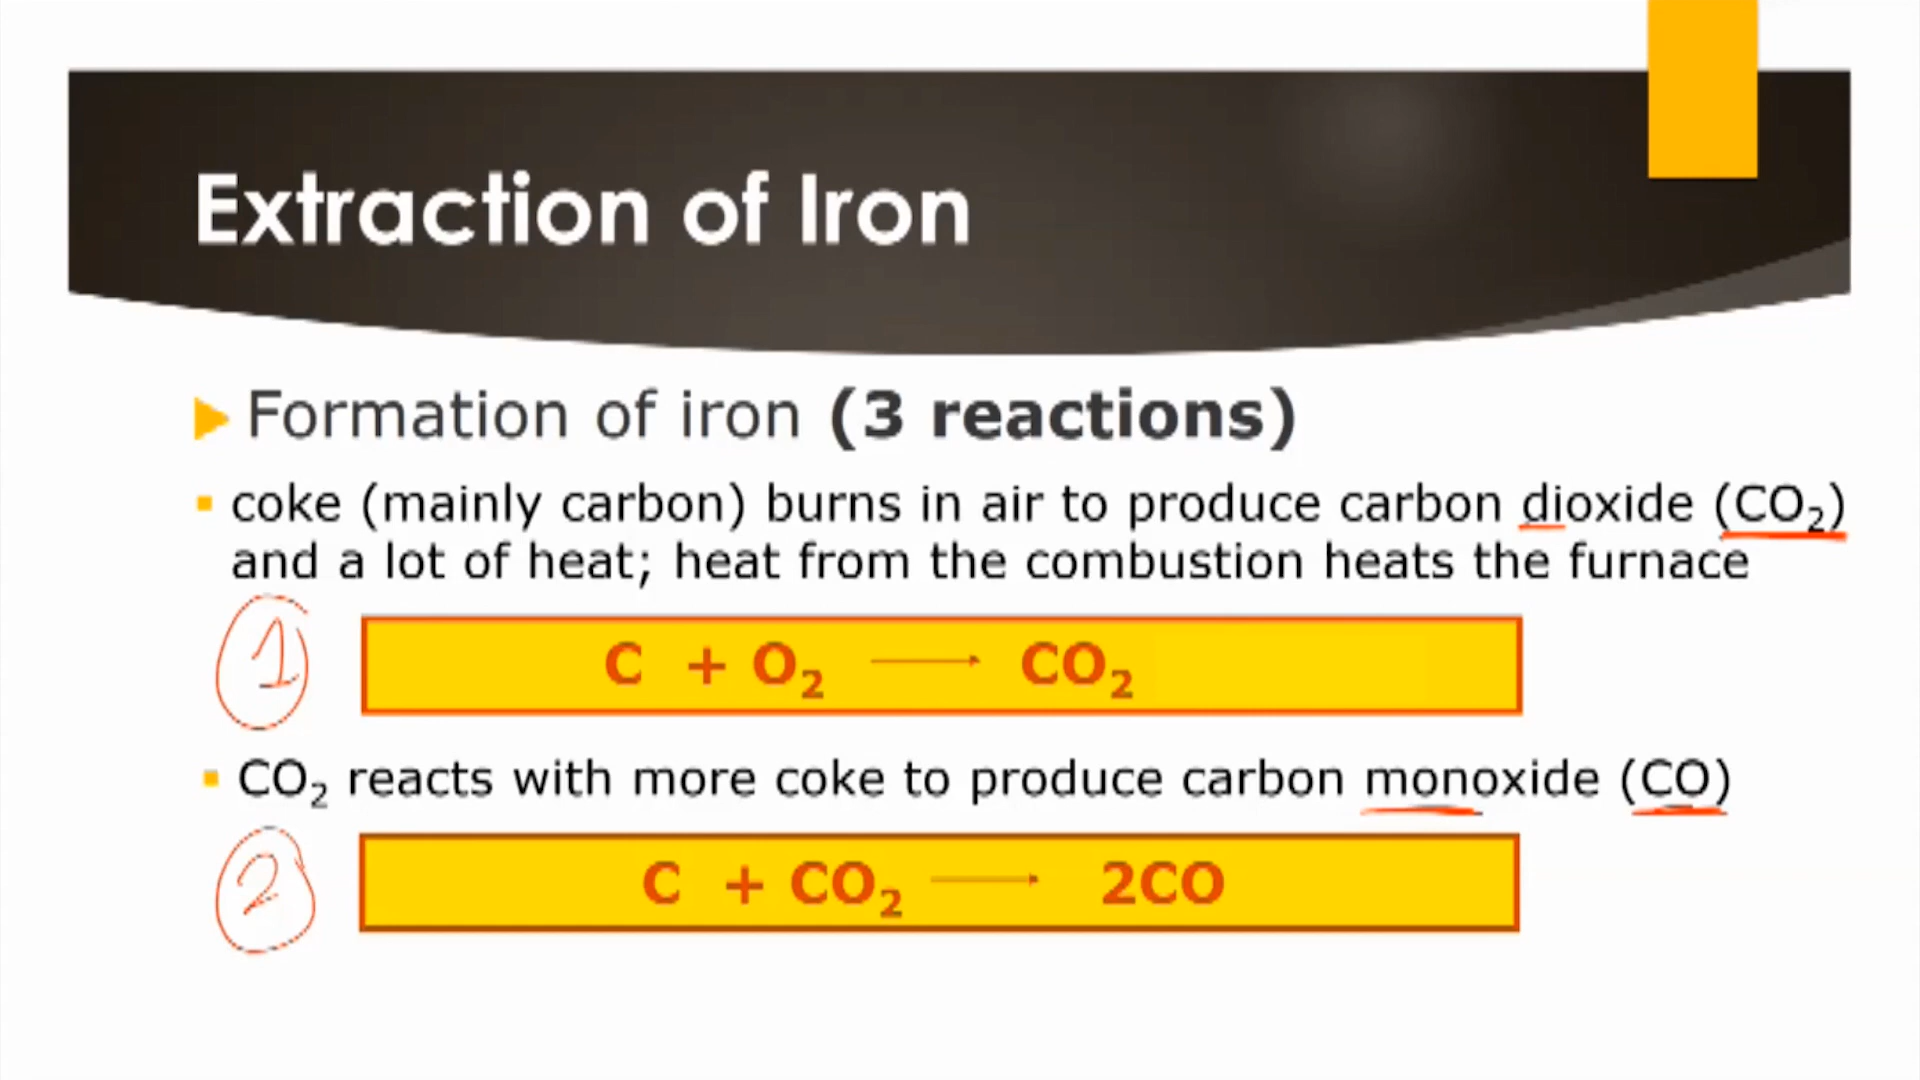 Extraction of Iron
Formation of iron (3 reactions)
coke (mainly carbon) burns in air to produce carbon dioxide (CO₂)
and a lot of heat; heat from the combustion heats the furnace
1
C + O₂ → CO₂
CO₂ reacts with more coke to produce carbon monoxide (CO)
2
C + CO₂ → 2CO